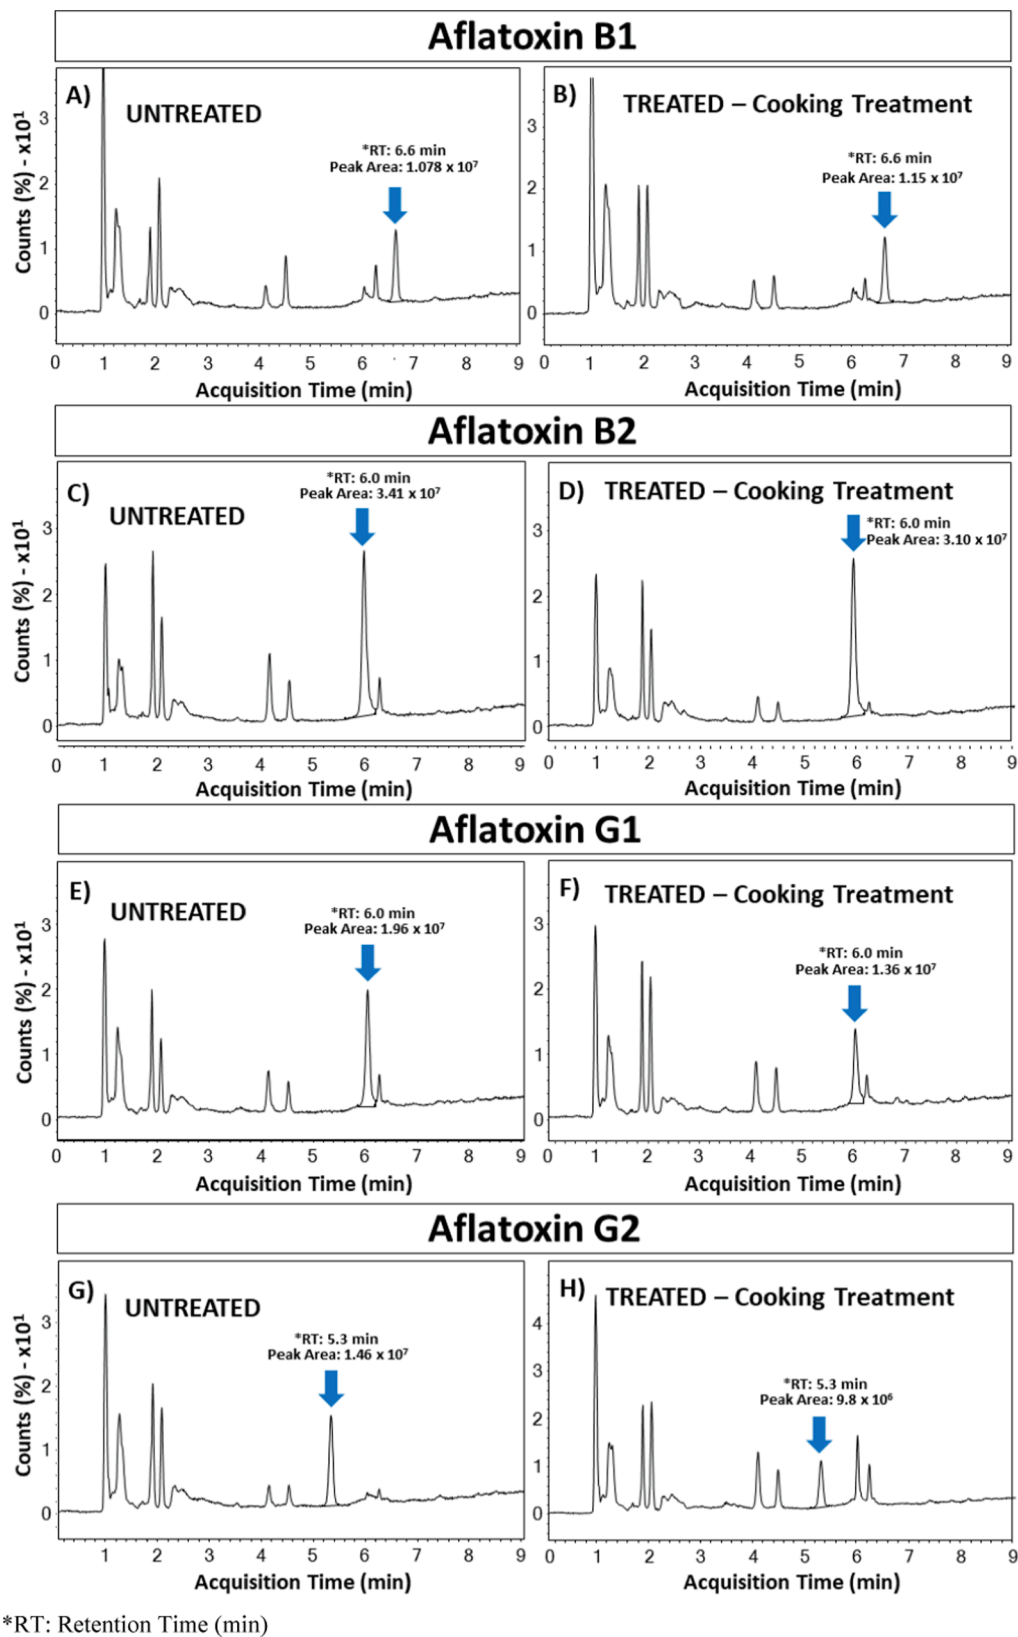 Aflatoxin B1
A)
UNTREATED
*RT: 6.6 min
Peak Area: 1.078 x 10⁷
Counts (%) - x10¹
3
2
1
0
0 1 2 3 4 5 6 7 8 9
Acquisition Time (min)
B)
TREATED – Cooking Treatment
*RT: 6.6 min
Peak Area: 1.15 x 10⁷
3
2
1
0
0 1 2 3 4 5 6 7 8 9
Acquisition Time (min)
Aflatoxin B2
C)
UNTREATED
*RT: 6.0 min
Peak Area: 3.41 x 10⁷
Counts (%) - x10¹
3
2
1
0
0 1 2 3 4 5 6 7 8 9
Acquisition Time (min)
D)
TREATED – Cooking Treatment
*RT: 6.0 min
Peak Area: 3.10 x 10⁷
3
2
1
0
0 1 2 3 4 5 6 7 8 9
Acquisition Time (min)
Aflatoxin G1
E)
UNTREATED
*RT: 6.0 min
Peak Area: 1.96 x 10⁷
Counts (%) - x10¹
3
2
1
0
0 1 2 3 4 5 6 7 8 9
Acquisition Time (min)
F)
TREATED – Cooking Treatment
*RT: 6.0 min
Peak Area: 1.36 x 10⁷
3
2
1
0
0 1 2 3 4 5 6 7 8 9
Acquisition Time (min)
Aflatoxin G2
G)
UNTREATED
*RT: 5.3 min
Peak Area: 1.46 x 10⁷
Counts (%) - x10¹
3
2
1
0
1 2 3 4 5 6 7 8 9
Acquisition Time (min)
H)
TREATED – Cooking Treatment
*RT: 5.3 min
Peak Area: 9.8 x 10⁶
4
3
2
1
0
0 1 2 3 4 5 6 7 8 9
Acquisition Time (min)
*RT: Retention Time (min)